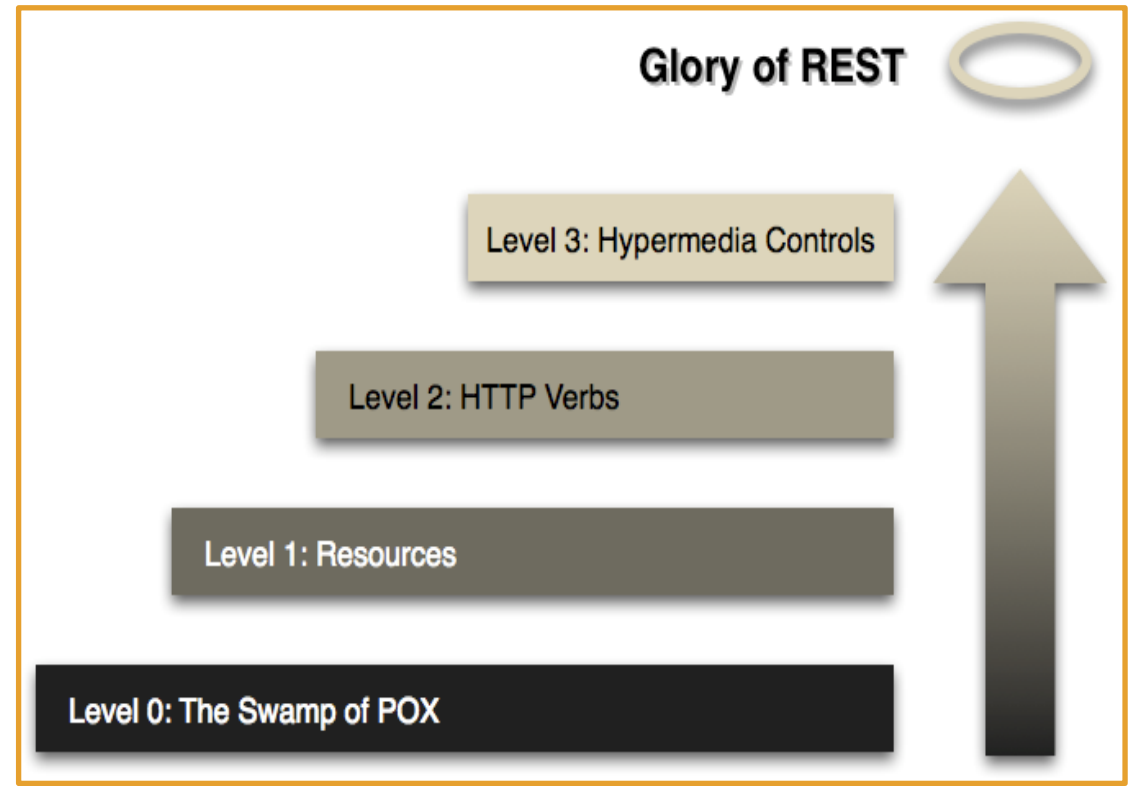 Glory of REST
Level 3: Hypermedia Controls
Level 2: HTTP Verbs
Level 1: Resources
Level 0: The Swamp of POX